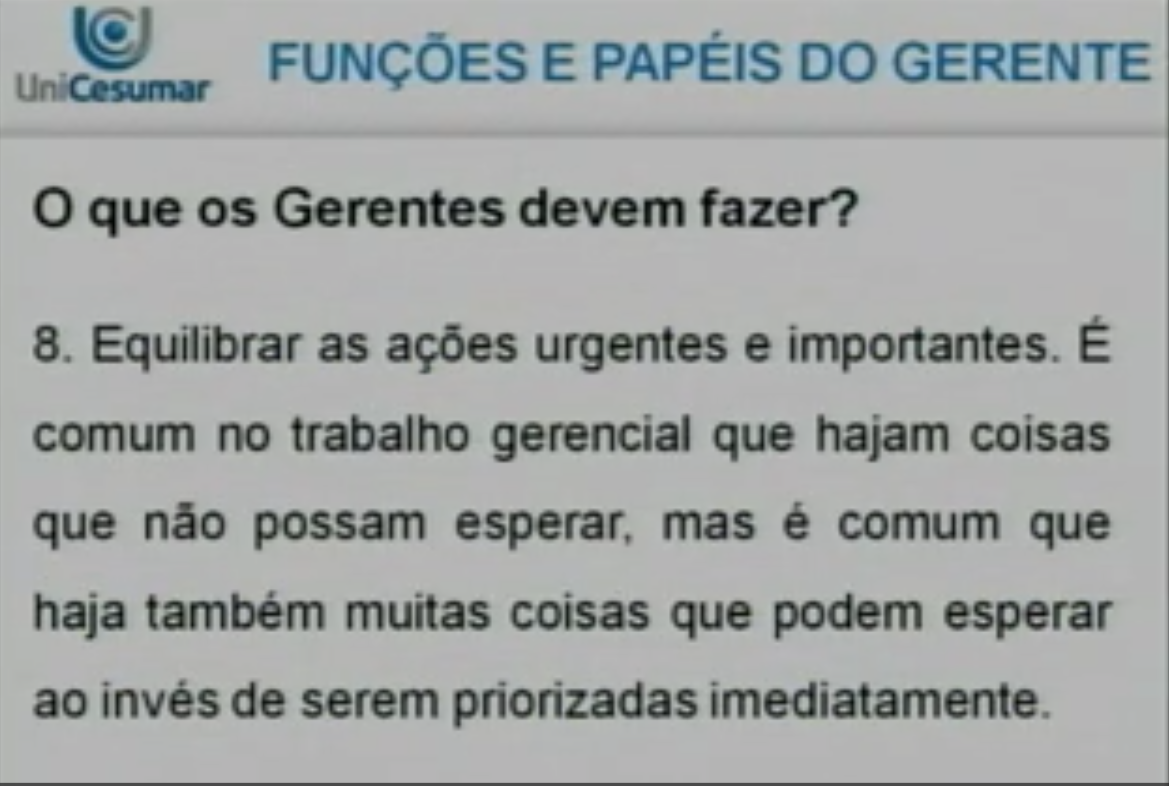 UniCesumar
FUNÇÕES E PAPÉIS DO GERENTE
O que os Gerentes devem fazer?
8. Equilibrar as ações urgentes e importantes. É
comum no trabalho gerencial que hajam coisas
que não possam esperar, mas é comum que
haja também muitas coisas que podem esperar
ao invés de serem priorizadas imediatamente.